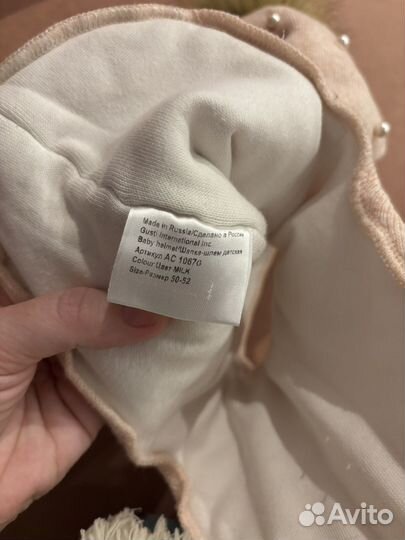 Made in Russia/Сделано в России
Gusti International Inc.
Baby helmet/Шапка-шлем детская
Артикул AC 1067G
Colour/Цвет MILK
Size/Размер 50-52
Avito